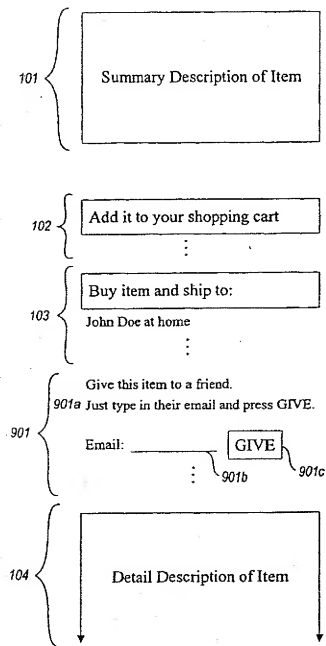 101
Summary Description of Item
102
Add it to your shopping cart
103
Buy item and ship to:
John Doe at home
901
Give this item to a friend.
901a Just type in their email and press GIVE.
Email: GIVE
901b 901c
104
Detail Description of Item